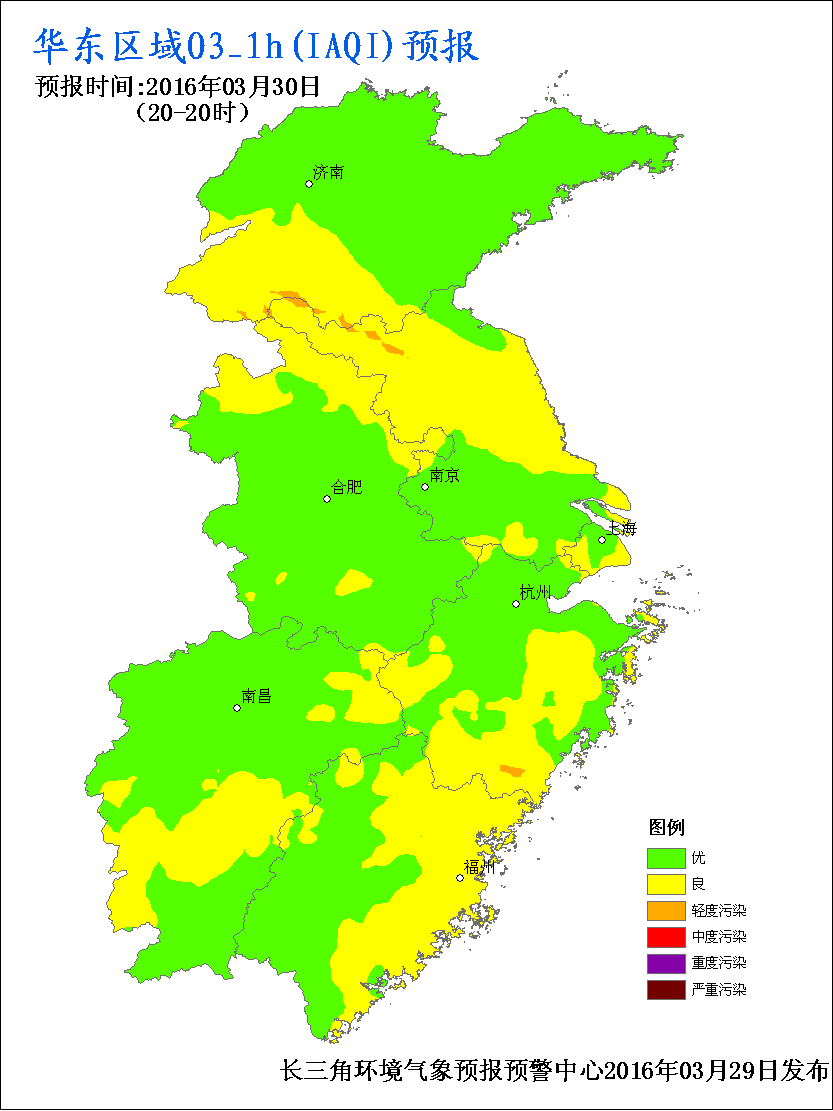 华东区域O3_1h(IAQI)预报
预报时间:2016年03月30日
（20-20时）
济南
南京
合肥
上海
杭州
南昌
福州
图例
优
良
轻度污染
中度污染
重度污染
严重污染
长三角环境气象预报预警中心2016年03月29日发布